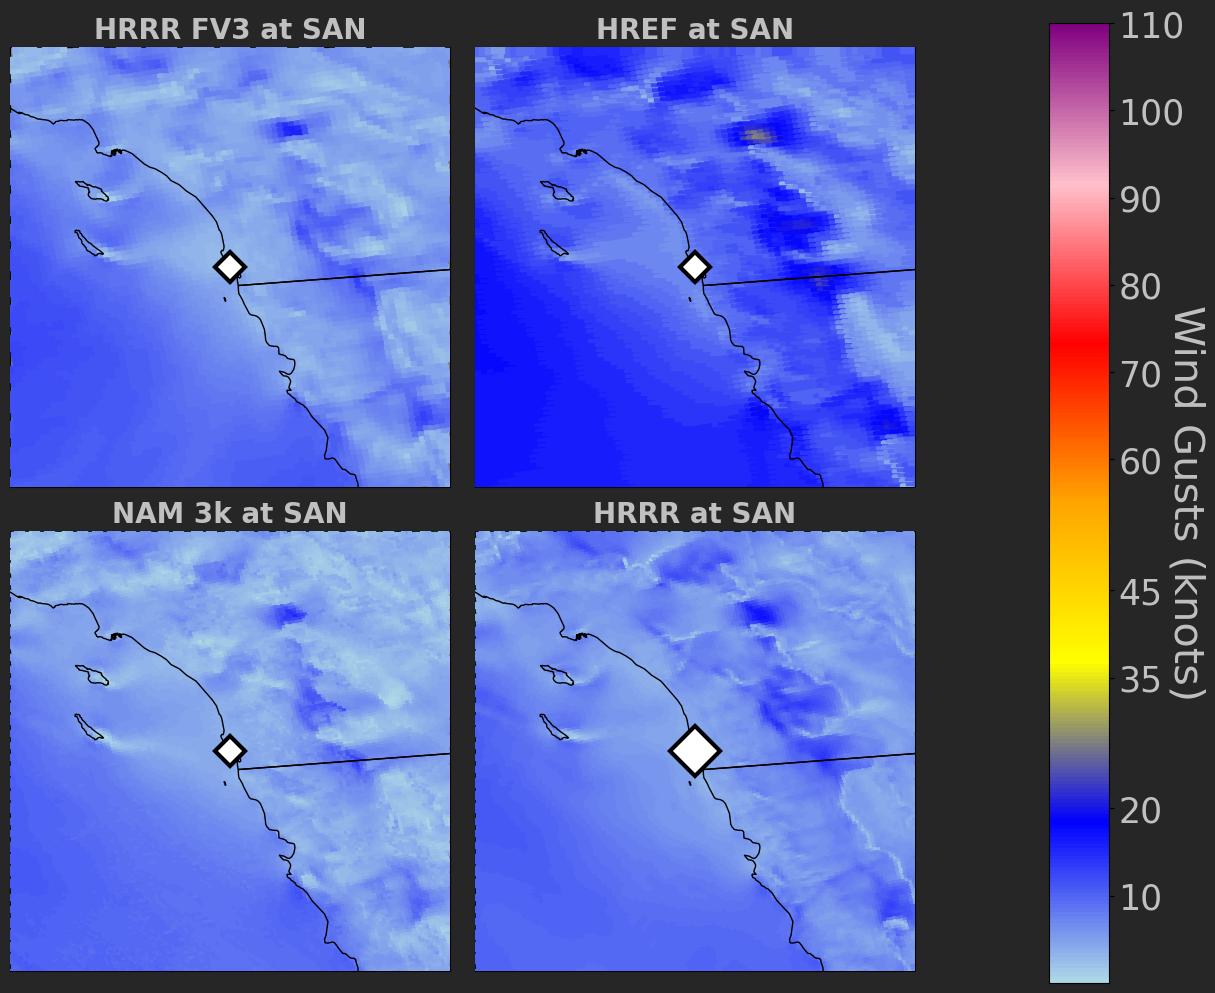 HRRR FV3 at SAN
HREF at SAN
NAM 3k at SAN
HRRR at SAN
110
100
90
80
70
60
45
35
20
10
Wind Gusts (knots)